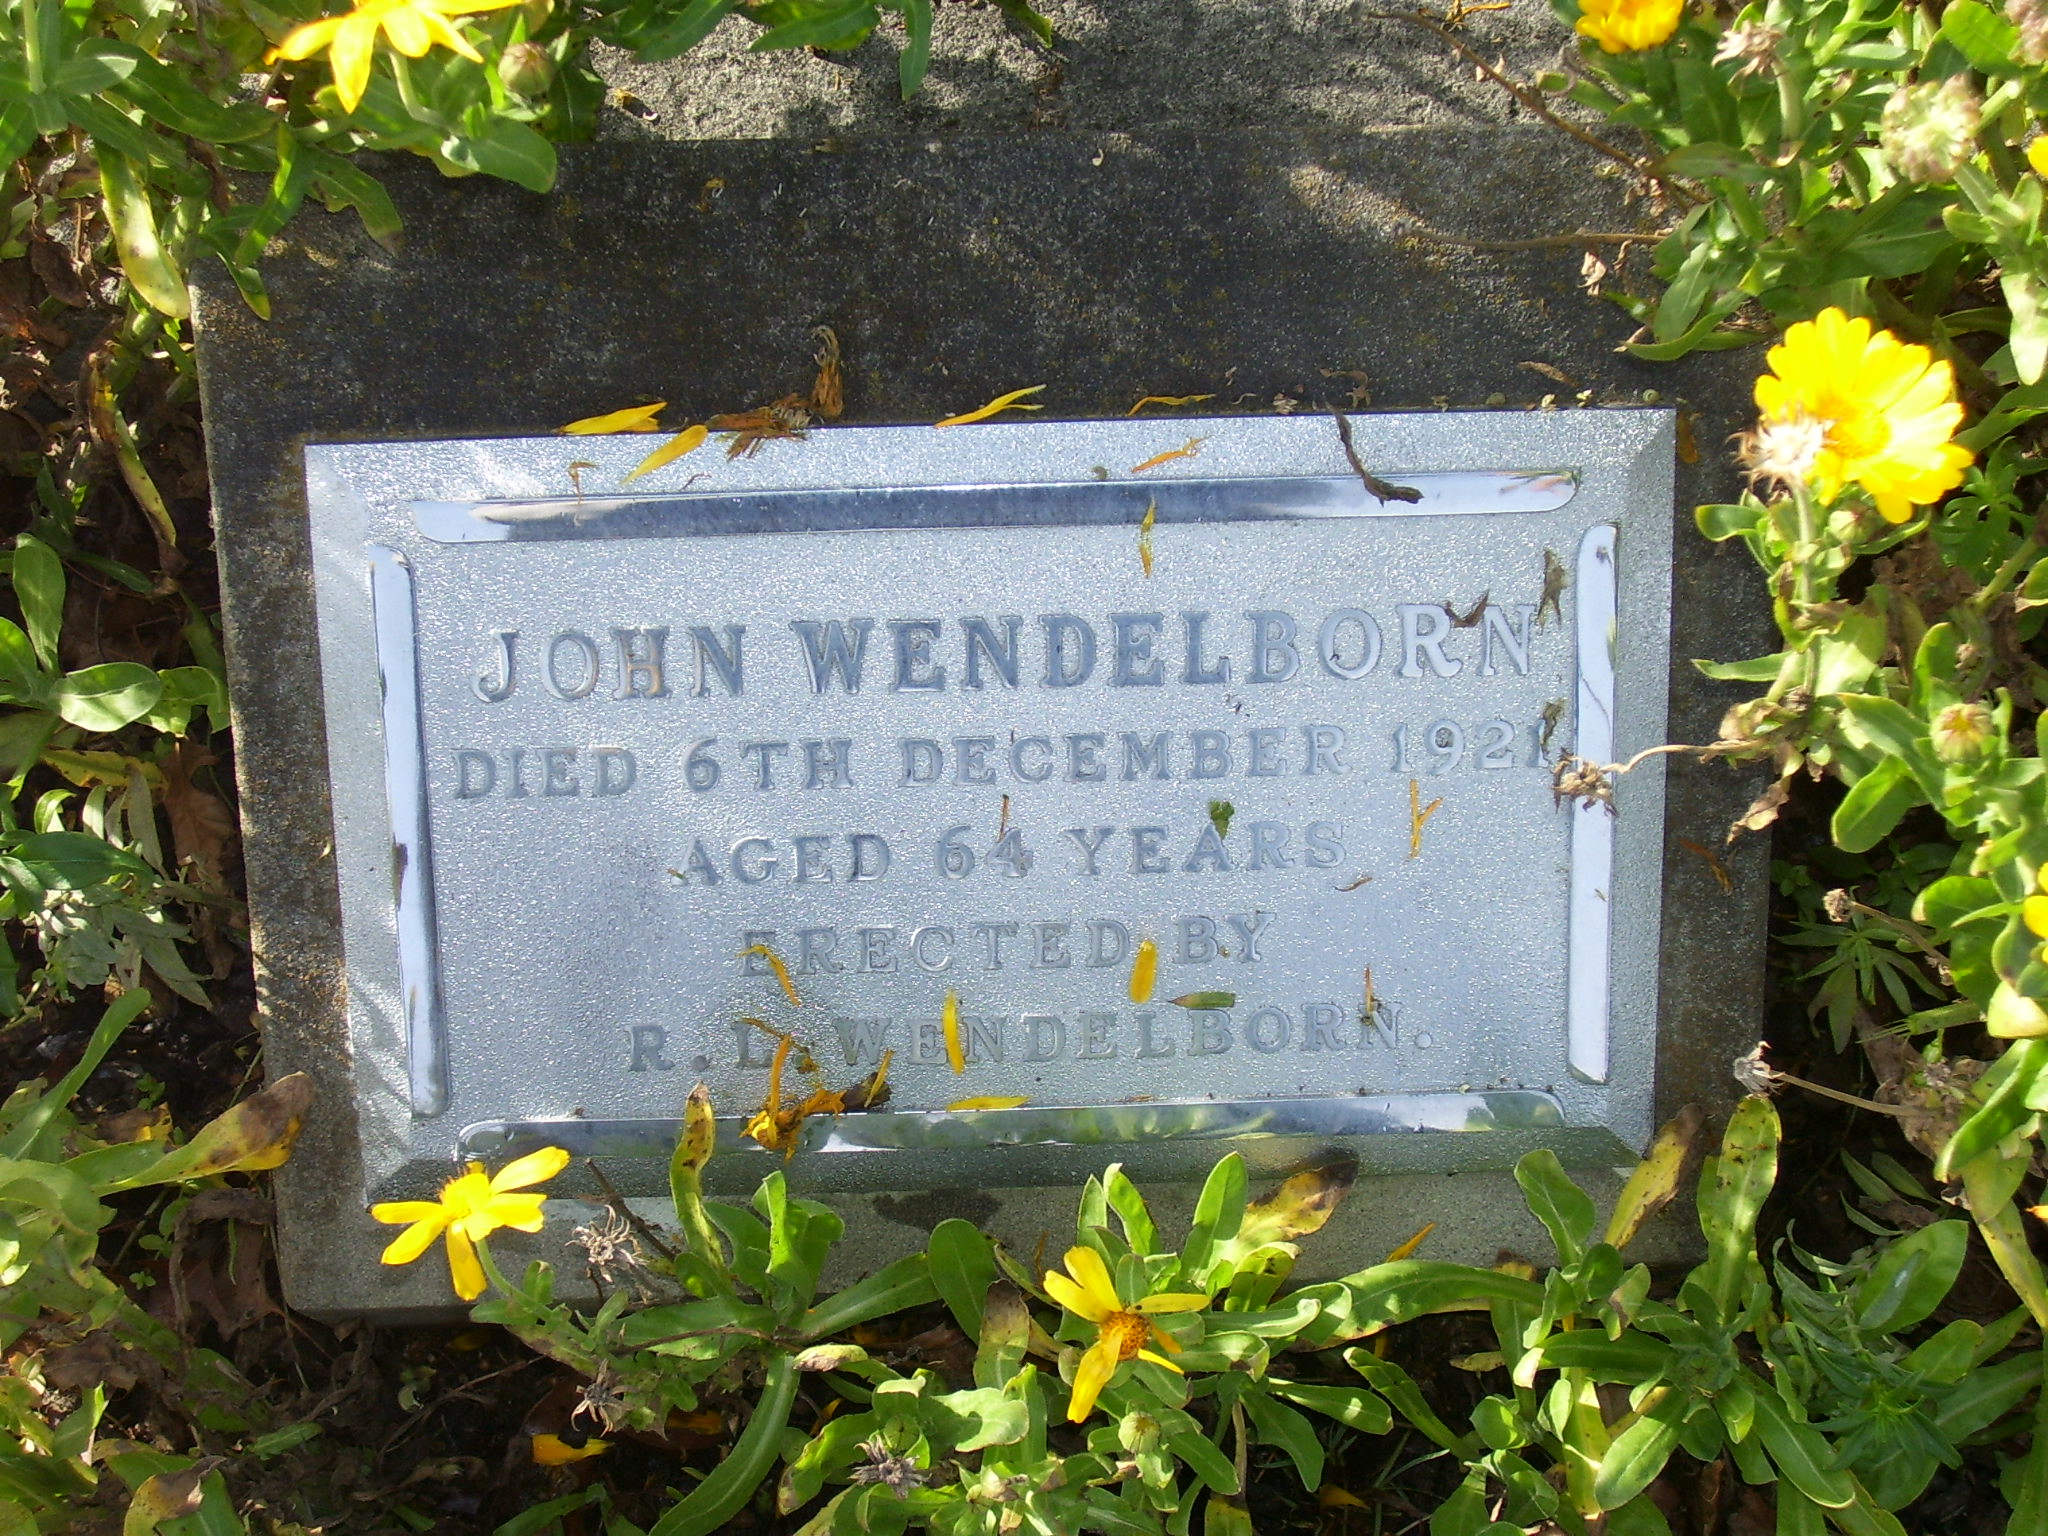 JOHN WENDELBORN
DIED 6TH DECEMBER 1921
AGED 64 YEARS
ERECTED BY
R. L. WENDELBORN.